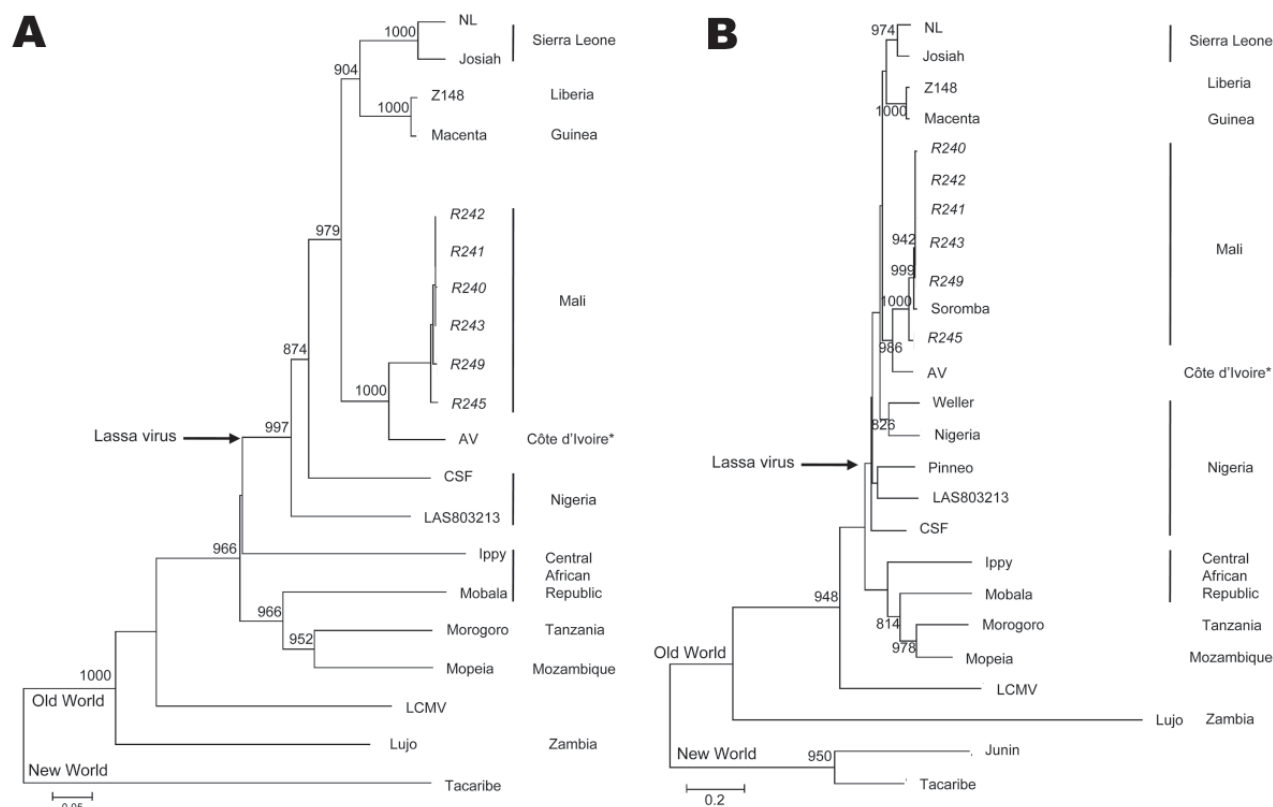 A
NL
1000
Sierra Leone
Josiah
904
Z148
Liberia
1000
Macenta
Guinea
R242
979
R241
R240
Mali
R243
874
R249
1000
R245
Lassa virus
997
AV
Côte d'Ivoire*
CSF
Nigeria
LAS803213
966
Ippy
Central
African
Republic
966
Mobala
952
Morogoro
Tanzania
Mopeia
Mozambique
1000
Old World
LCMV
Lujo
Zambia
New World
Tacaribe
0.05
B
974
NL
Sierra Leone
Josiah
Z148
Liberia
1000
Macenta
Guinea
R240
R242
R241
942
R243
Mali
999
R249
1000
Soromba
986
R245
AV
Côte d'Ivoire*
Weller
826
Nigeria
Lassa virus
Pinneo
Nigeria
LAS803213
CSF
Ippy
Central
African
Republic
948
Mobala
814
Morogoro
Tanzania
978
Mopeia
Mozambique
Old World
LCMV
Lujo
Zambia
New World
950
Junin
Tacaribe
0.2